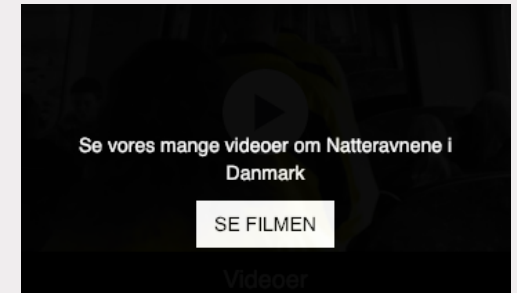 Se vores mange videoer om Natteravnene i
Danmark
SE FILMEN
Videoer